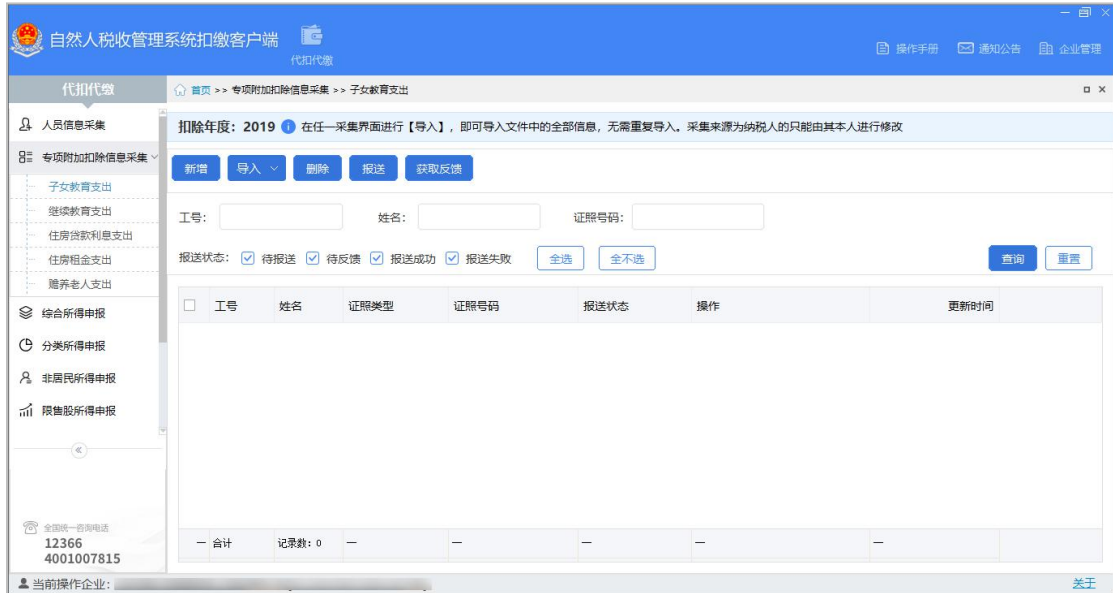 自然人税收管理系统扣缴客户端
代扣代缴
操作手册 通知公告 企业管理
代扣代缴
首页 >> 专项附加扣除信息采集 >> 子女教育支出
人员信息采集
专项附加扣除信息采集
子女教育支出
继续教育支出
住房贷款利息支出
住房租金支出
赡养老人支出
综合所得申报
分类所得申报
非居民所得申报
限售股所得申报
全国统一咨询电话
12366
4001007815
扣除年度: 2019 在任一采集界面进行【导入】, 即可导入文件中的全部信息, 无需重复导入。采集来源为纳税人的只能由其本人进行修改
新增 导入 删除 报送 获取反馈
工号: 姓名: 证照号码:
报送状态: 待报送 待反馈 报送成功 报送失败 全选 全不选 查询 重置
工号 姓名 证照类型 证照号码 报送状态 操作 更新时间
— 合计 记录数: 0 — — — — —
当前操作企业: 关于